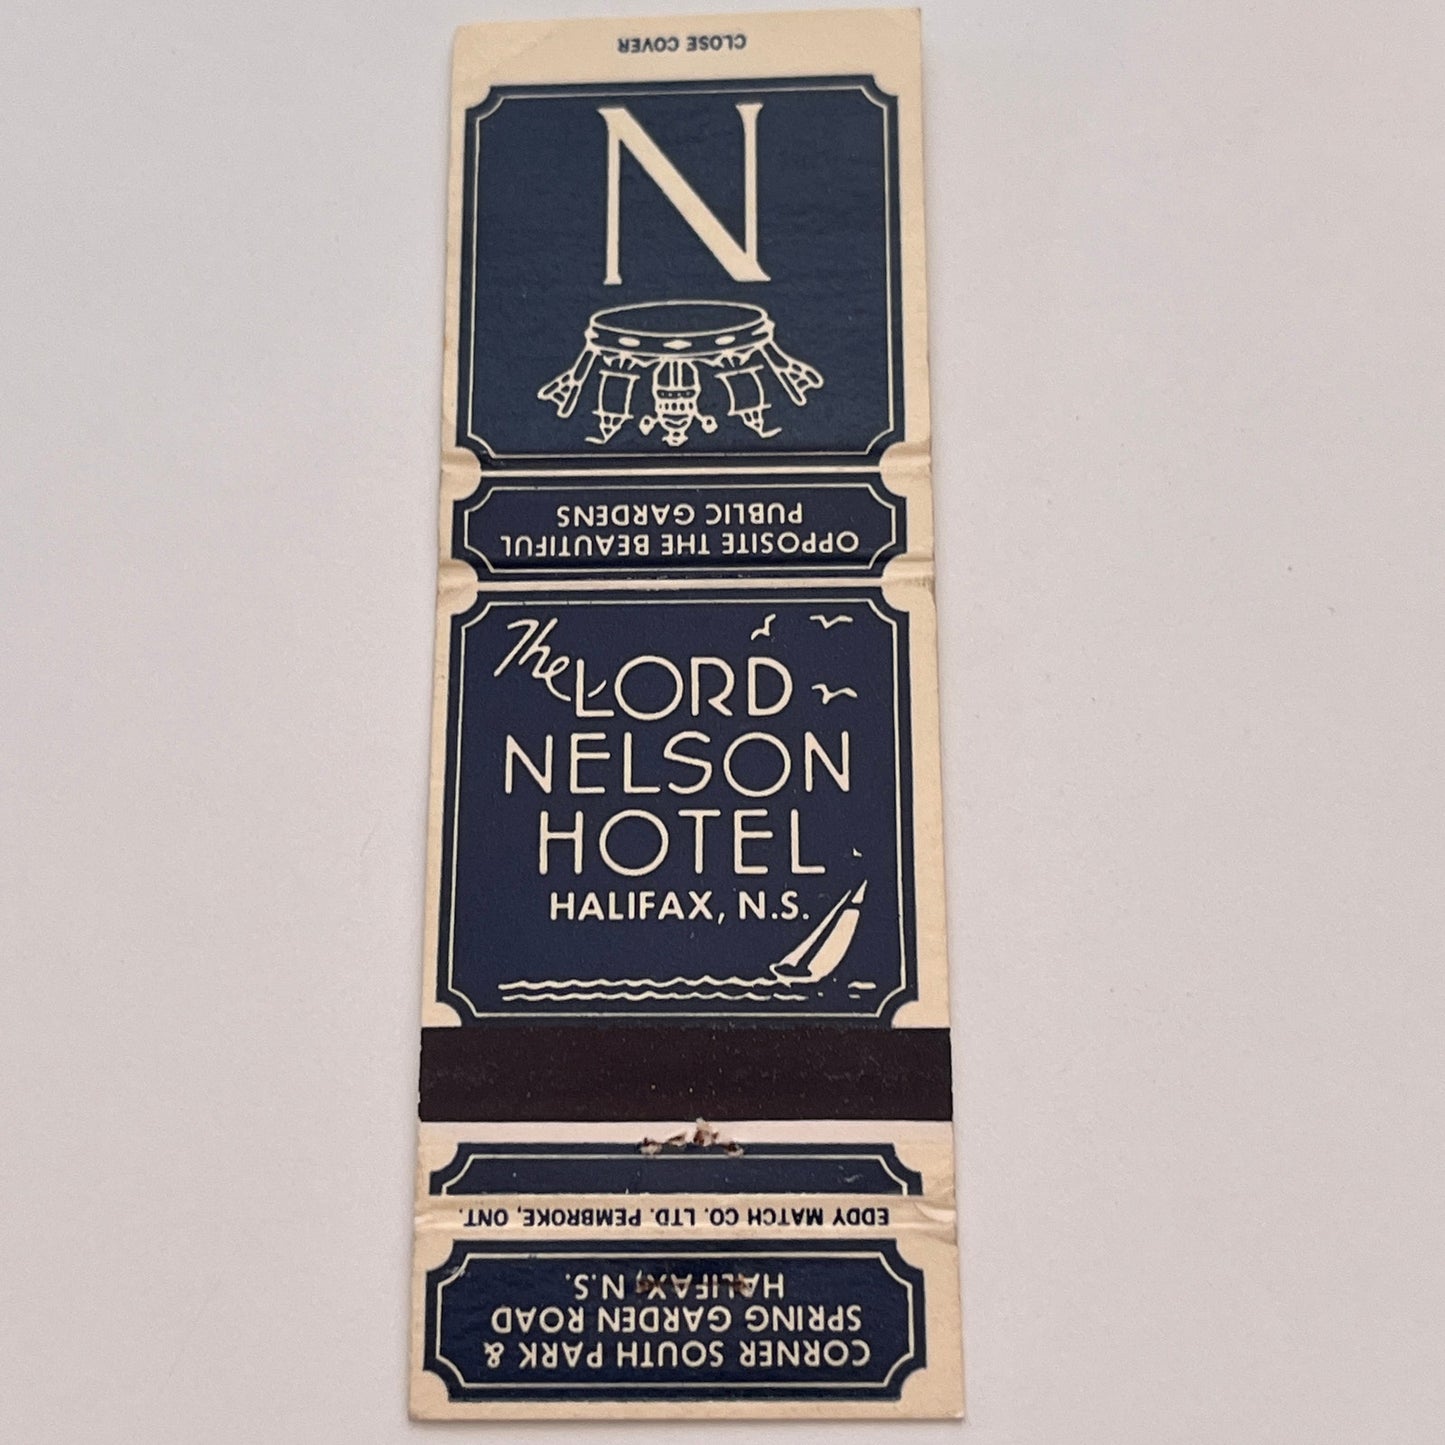 CLOSE COVER
N
OPPOSITE THE BEAUTIFUL
PUBLIC GARDENS
The LORD
NELSON
HOTEL
HALIFAX, N.S.
EDDY MATCH CO. LTD. PEMBROKE, ONT.
CORNER SOUTH PARK &
SPRING GARDEN ROAD
HALIFAX, N.S.